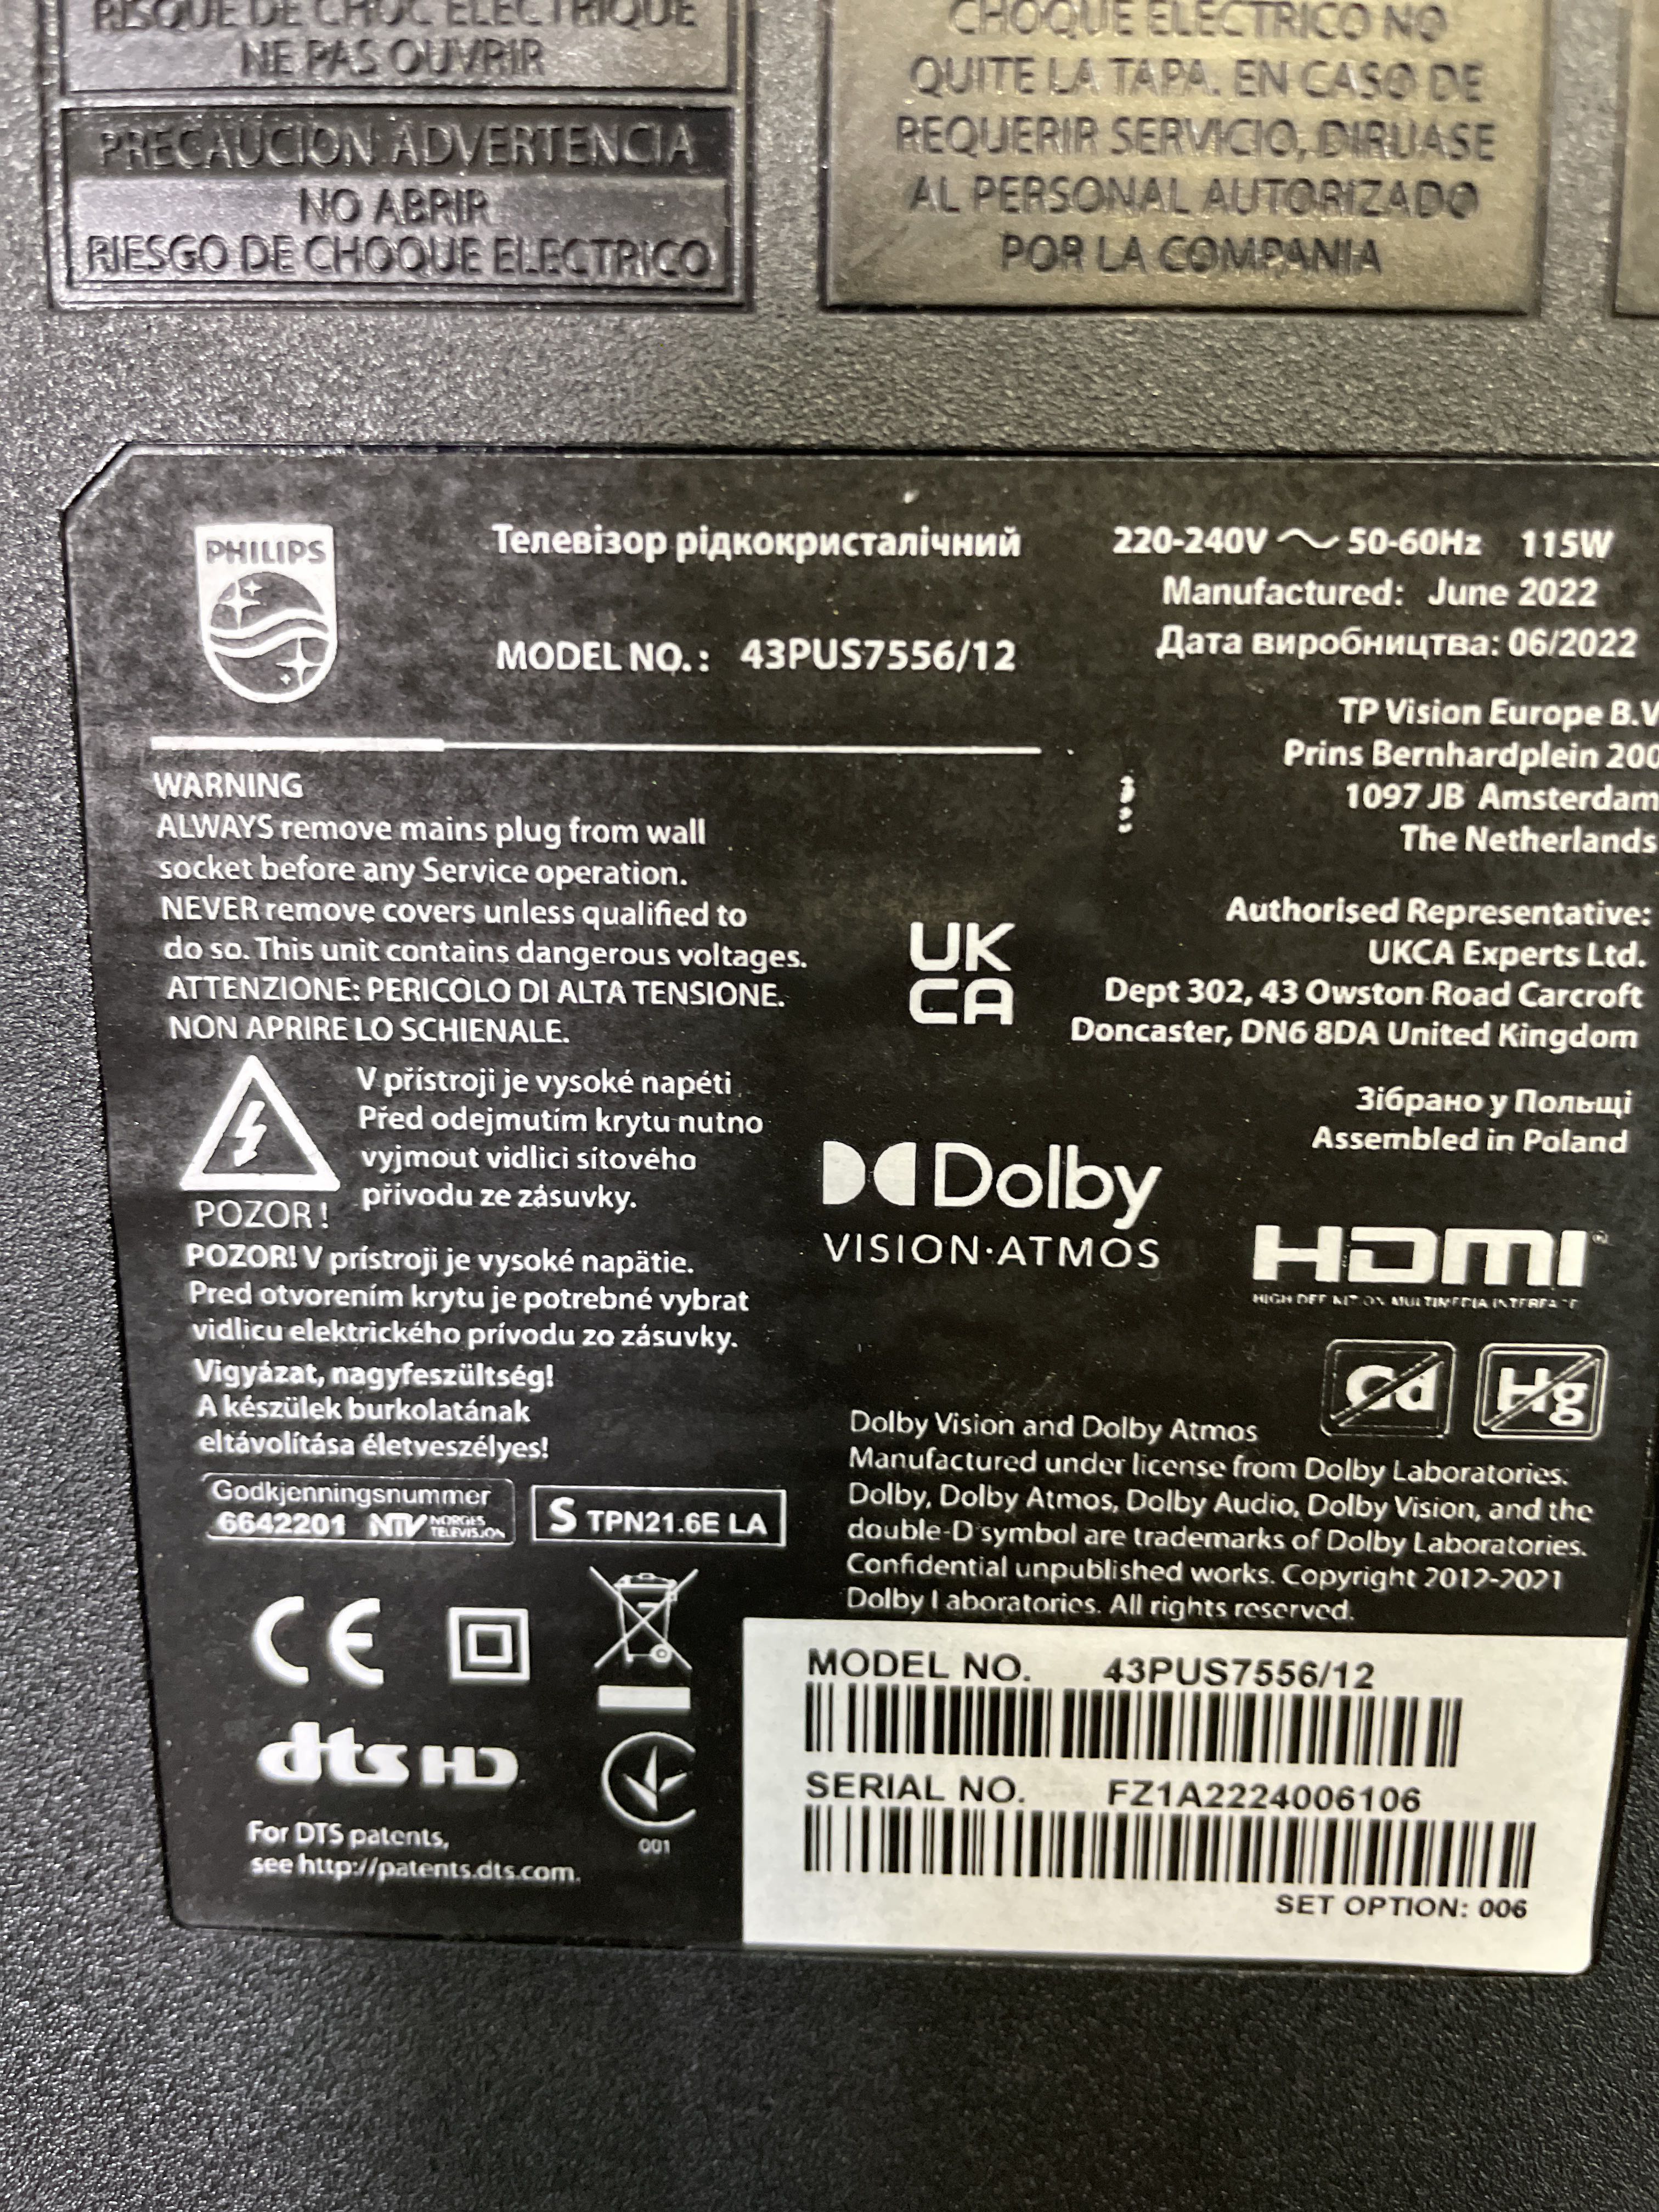 RISQUE DE CHOC ELECTRIQUE
NE PAS OUVRIR
PRECAUCION ADVERTENCIA
NO ABRIR
RIESGO DE CHOQUE ELECTRICO
CHOQUE ELECTRICO NO
QUITE LA TAPA. EN CASO DE
REQUERIR SERVICIO, DIRIJASE
AL PERSONAL AUTORIZADO
POR LA COMPANIA
PHILIPS
Телевізор рідкокристалічний
MODEL NO.: 43PUS7556/12
220-240V ~ 50-60Hz 115W
Manufactured: June 2022
Дата виробництва: 06/2022
TP Vision Europe B.V
Prins Bernhardplein 200
1097 JB Amsterdam
The Netherlands
WARNING
ALWAYS remove mains plug from wall
socket before any Service operation.
NEVER remove covers unless qualified to
do so. This unit contains dangerous voltages.
ATTENZIONE: PERICOLO DI ALTA TENSIONE.
NON APRIRE LO SCHIENALE.
UK
CA
Authorised Representative:
UKCA Experts Ltd.
Dept 302, 43 Owston Road Carcroft
Doncaster, DN6 8DA United Kingdom
Зібрано у Польщі
Assembled in Poland
V přístroji je vysoké napéti
Před odejmutím krytu nutno
vyjmout vidlici sítového
přívodu ze zásuvky.
POZOR!
POZOR! V prístroji je vysoké napätie.
Pred otvorením krytu je potrebné vybrat
vidlicu elektrického prívodu zo zásuvky.
Vigyázat, nagyfeszültség!
A készülek burkolatának
eltávolítása életveszélyes!
Dolby
VISION·ATMOS
HDMI
HIGH DEFINITION MULTIMEDIA INTERFACE
Cd
Hg
Dolby Vision and Dolby Atmos
Manufactured under license from Dolby Laboratories.
Dolby, Dolby Atmos, Dolby Audio, Dolby Vision, and the
double-D symbol are trademarks of Dolby Laboratories.
Confidential unpublished works. Copyright 2012-2021
Dolby Laboratories. All rights reserved.
Godkjenningsnummer
6642201 NTV NORGES TELEVISJON
S TPN21.6E LA
CE
dts HD
For DTS patents,
see http://patents.dts.com.
001
MODEL NO. 43PUS7556/12
SERIAL NO. FZ1A2224006106
SET OPTION: 006